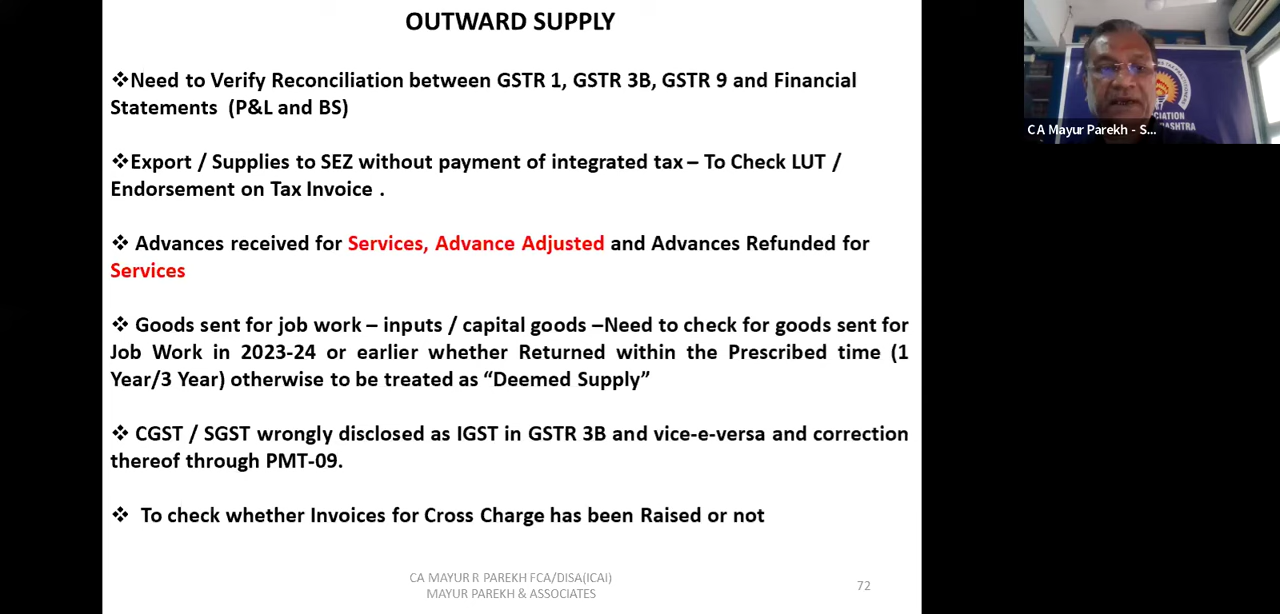 OUTWARD SUPPLY
❖Need to Verify Reconciliation between GSTR 1, GSTR 3B, GSTR 9 and Financial
Statements (P&L and BS)
❖Export / Supplies to SEZ without payment of integrated tax – To Check LUT /
Endorsement on Tax Invoice .
❖ Advances received for Services, Advance Adjusted and Advances Refunded for
Services
❖ Goods sent for job work – inputs / capital goods –Need to check for goods sent for
Job Work in 2023-24 or earlier whether Returned within the Prescribed time (1
Year/3 Year) otherwise to be treated as “Deemed Supply”
❖ CGST / SGST wrongly disclosed as IGST in GSTR 3B and vice-e-versa and correction
thereof through PMT-09.
❖ To check whether Invoices for Cross Charge has been Raised or not
CA MAYUR R PAREKH FCA/DISA(ICAI)
MAYUR PAREKH & ASSOCIATES
72
CA Mayur Parekh - S...